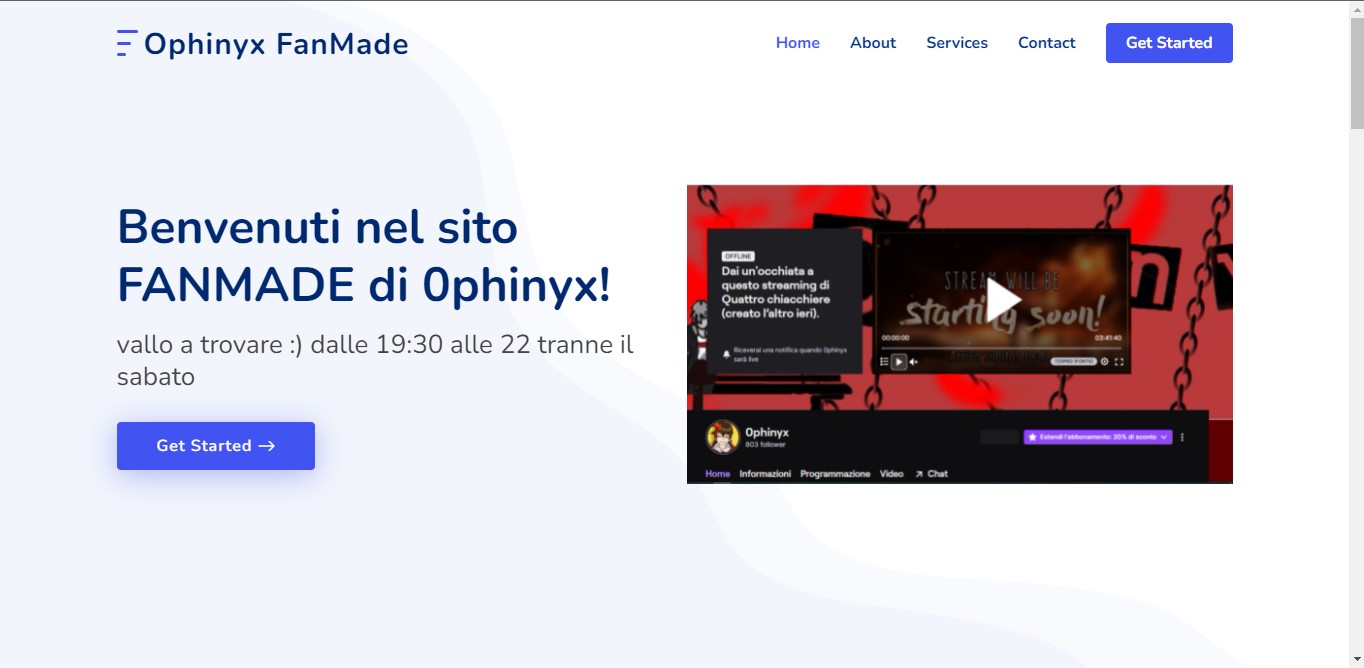 Ophinyx FanMade
Home
About
Services
Contact
Get Started
Benvenuti nel sito
FANMADE di 0phinyx!
vallo a trovare :) dalle 19:30 alle 22 tranne il
sabato
Get Started →
OFFLINE
Dai un'occhiata a
questo streaming di
Quattro chiacchiere
(creato l'altro ieri).
Riceverai una notifica quando 0phinyx
sarà live
STREAM WILL BE
starting soon!
00:00:00
03:41:40
0phinyx
803 follower
Estendi l'abbonamento: 20% di sconto
Home
Informazioni
Programmazione
Video
Chat